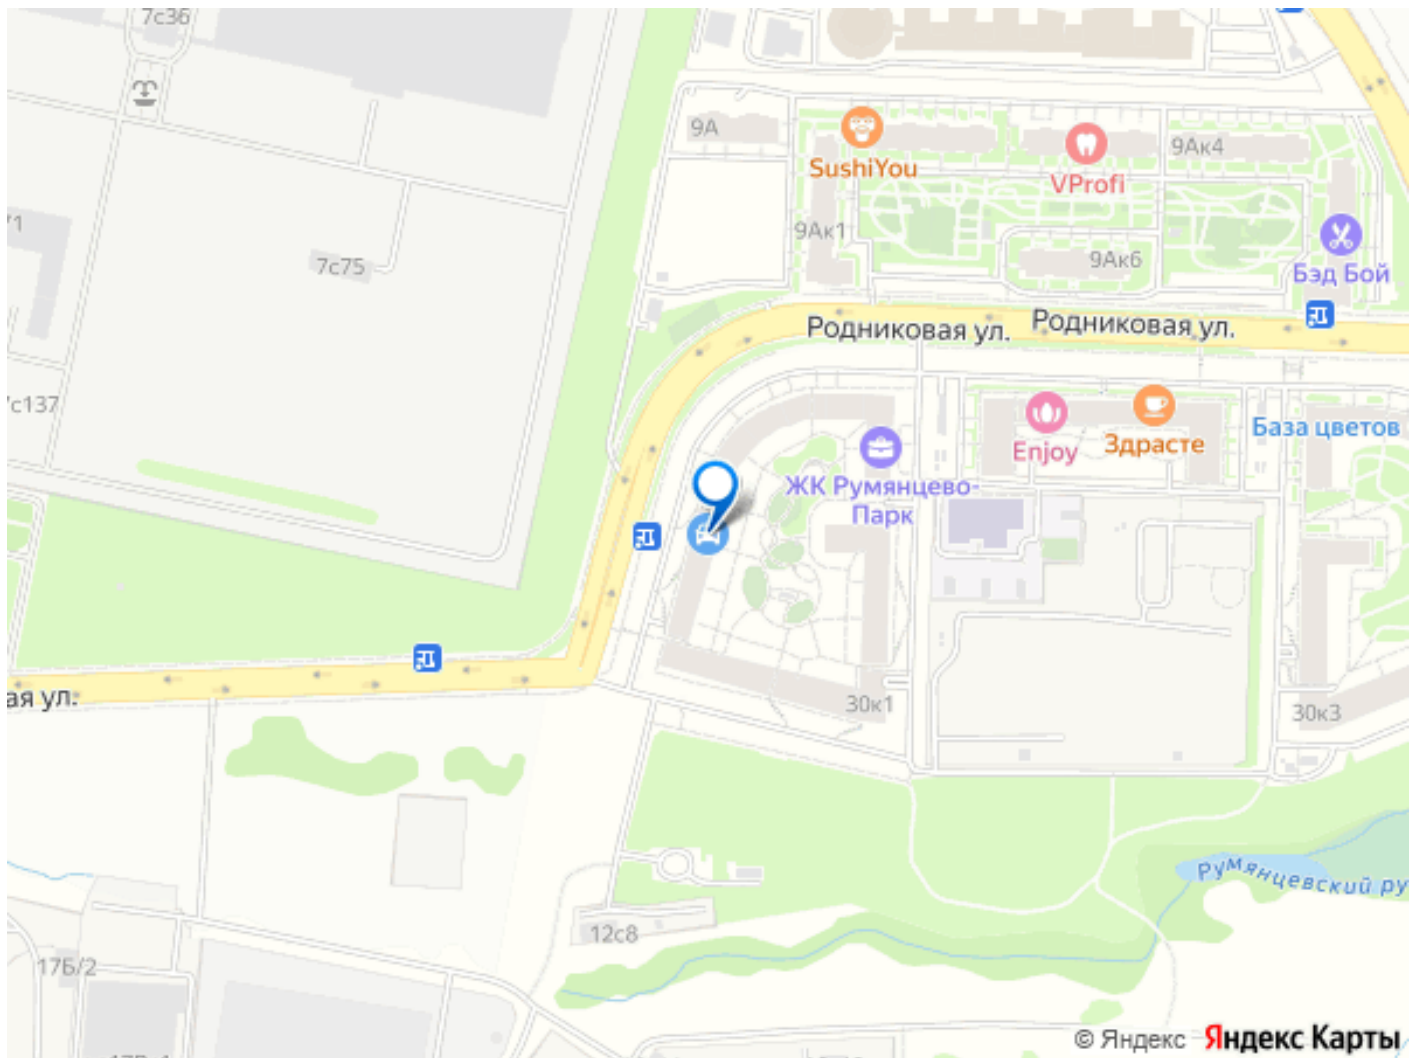 7с36
9А
SushiYou
VProfi
9Ак4
9Ак1
9Ак6
Бэд Бой
7с75
Родниковая ул.
Родниковая ул.
7с137
Enjoy
Здрасте
База цветов
ЖК Румянцево-
Парк
ая ул.
30к1
30к3
Румянцевский ру
12с8
17Б/2
© Яндекс Яндекс Карты